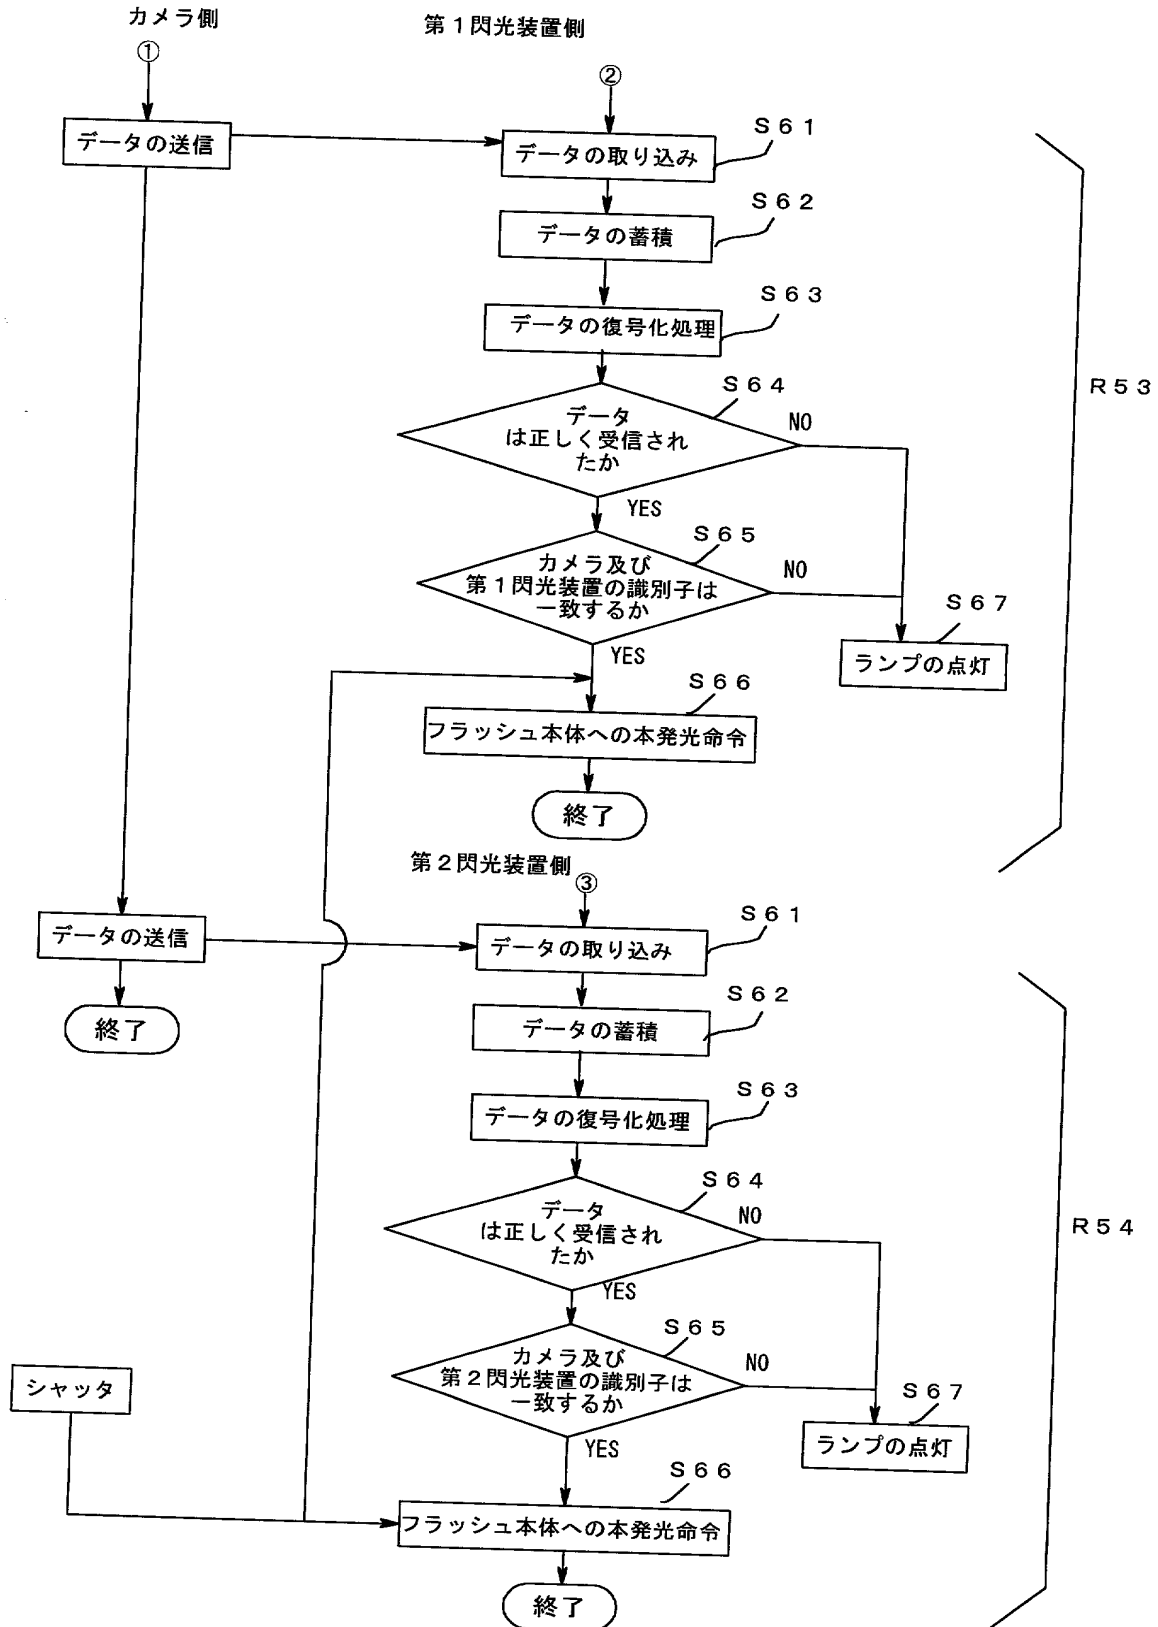 カメラ側
第1閃光装置側
①
②
データの送信
データの取り込み
S61
データの蓄積
S62
データの復号化処理
S63
R53
S64
データ
は正しく受信され
たか
NO
YES
S65
カメラ及び
第1閃光装置の識別子は
一致するか
NO
YES
S67
ランプの点灯
S66
フラッシュ本体への本発光命令
終了
第2閃光装置側
③
データの送信
終了
データの取り込み
S61
データの蓄積
S62
データの復号化処理
S63
R54
S64
データ
は正しく受信され
たか
NO
YES
S65
カメラ及び
第2閃光装置の識別子は
一致するか
NO
YES
シャッタ
S67
ランプの点灯
S66
フラッシュ本体への本発光命令
終了